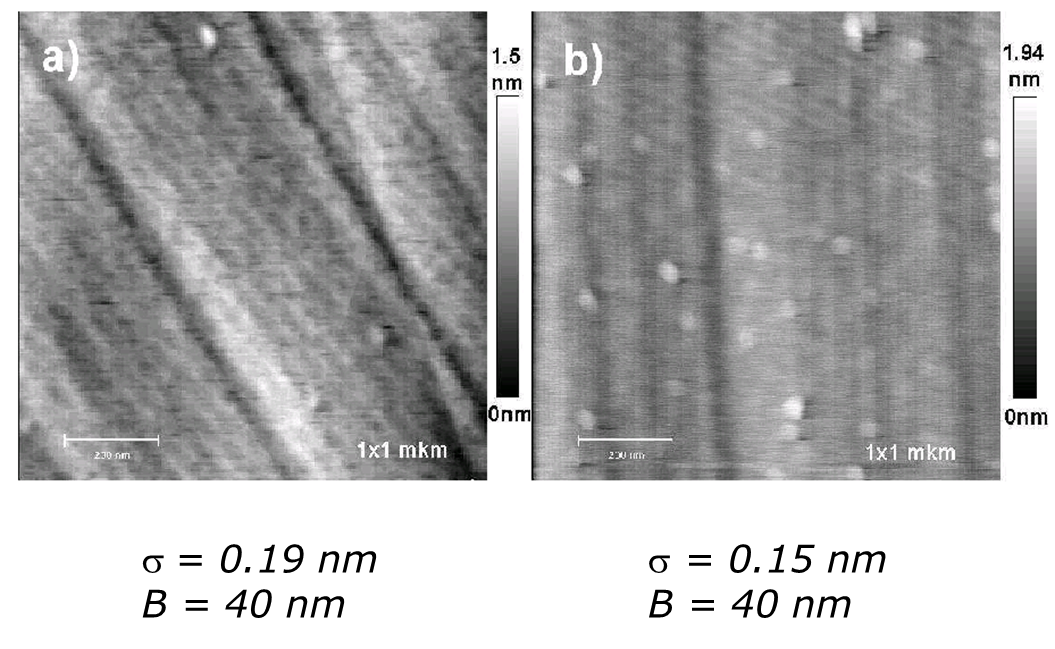 a)
1.5
nm
0nm
1x1 mkm
b)
1.94
nm
0nm
1x1 mkm
σ = 0.19 nm
B = 40 nm
σ = 0.15 nm
B = 40 nm